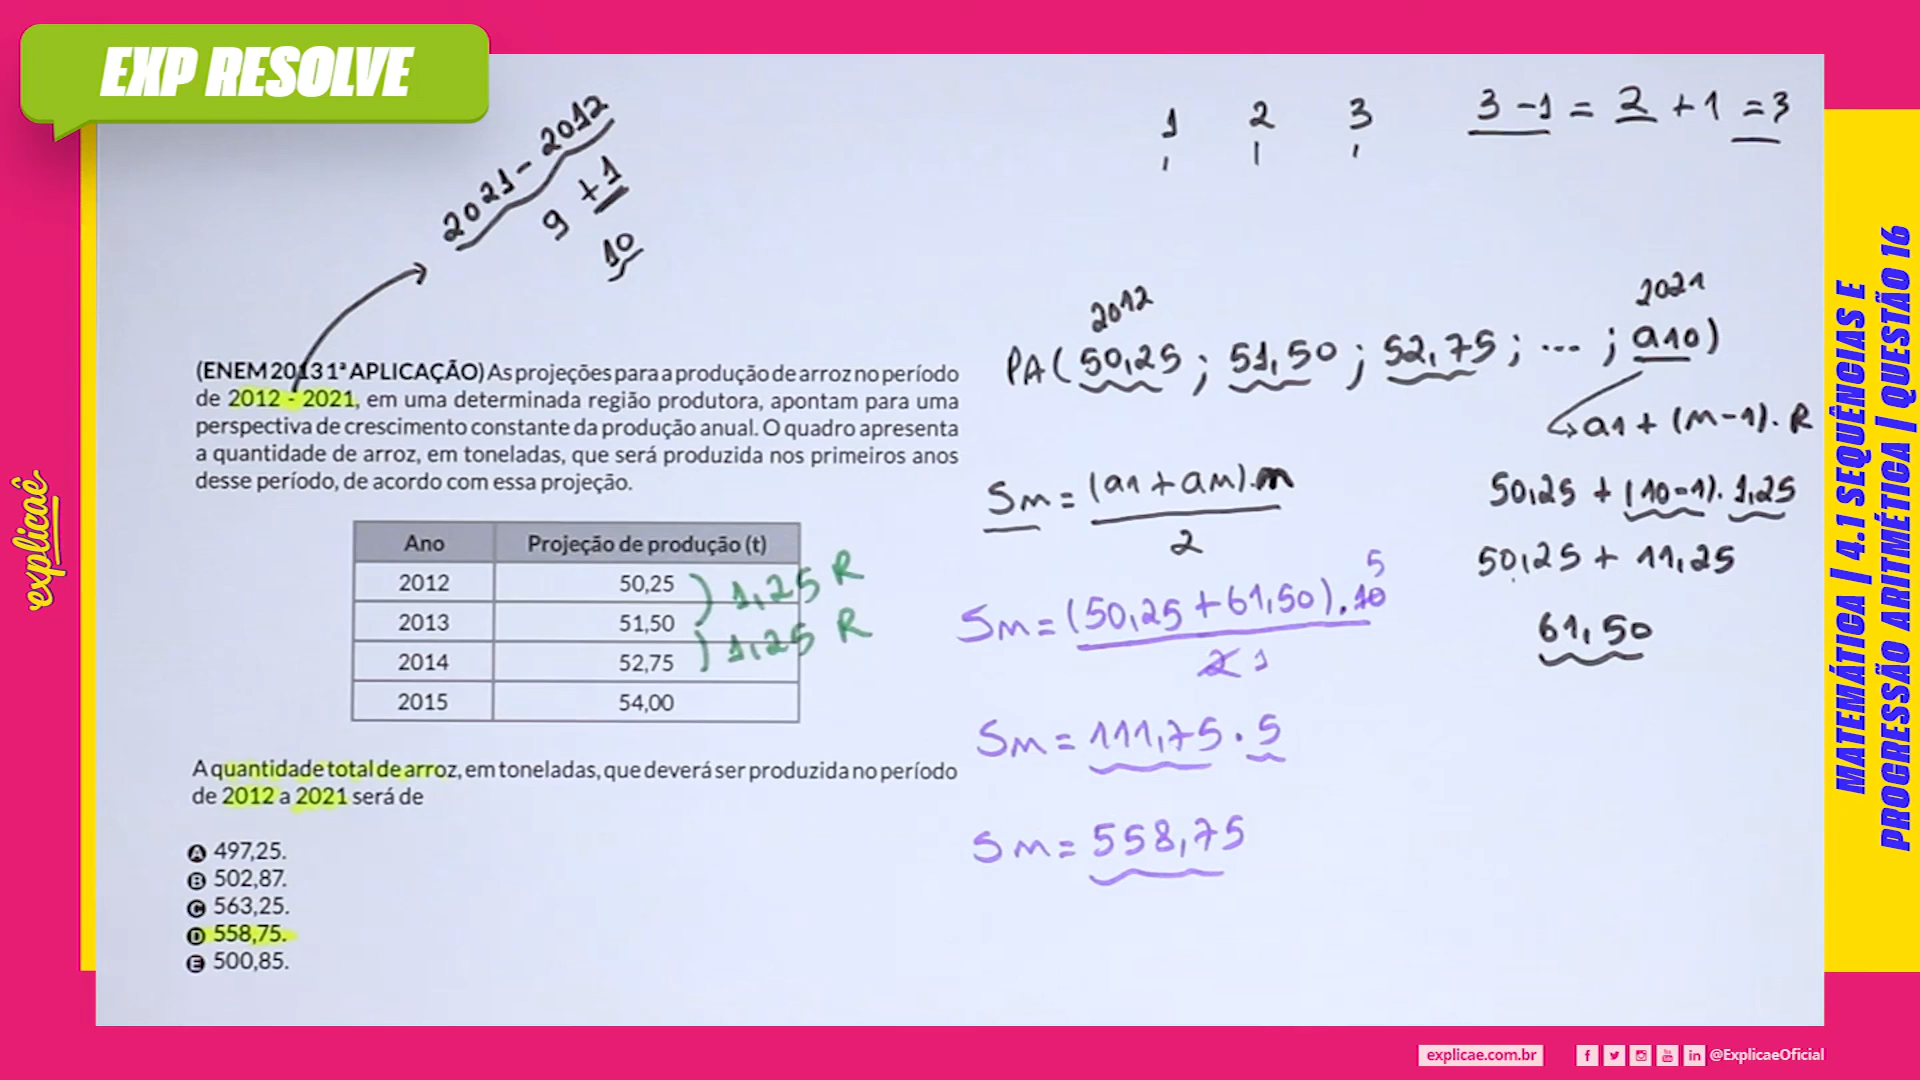 EXP RESOLVE
2021 - 2012
9 +1
10
1 2 3
3 - 1 = 2 + 1 = 3
(ENEM 2013 1ª APLICAÇÃO) As projeções para a produção de arroz no período
de 2012 - 2021, em uma determinada região produtora, apontam para uma
perspectiva de crescimento constante da produção anual. O quadro apresenta
a quantidade de arroz, em toneladas, que será produzida nos primeiros anos
desse período, de acordo com essa projeção.
Ano Projeção de produção (t)
2012 50,25
2013 51,50
2014 52,75
2015 54,00
1,25 R
1,25 R
A quantidade total de arroz, em toneladas, que deverá ser produzida no período
de 2012 a 2021 será de
A 497,25.
B 502,87.
C 563,25.
D 558,75.
E 500,85.
2012 2021
PA ( 50,25 ; 51,50 ; 52,75 ; ... ; a10 )
a1 + (n-1). R
50,25 + (10-1). 1,25
50,25 + 11,25
61,50
Sn = (a1 + an).n
2
5
Sn = (50,25 + 61,50).10
2 1
Sn = 111,75 . 5
Sn = 558,75
explicaê
MATEMÁTICA | 4.1 SEQUÊNCIAS E
PROGRESSÃO ARITMÉTICA | QUESTÃO 16
explicae.com.br
@ExplicaeOficial